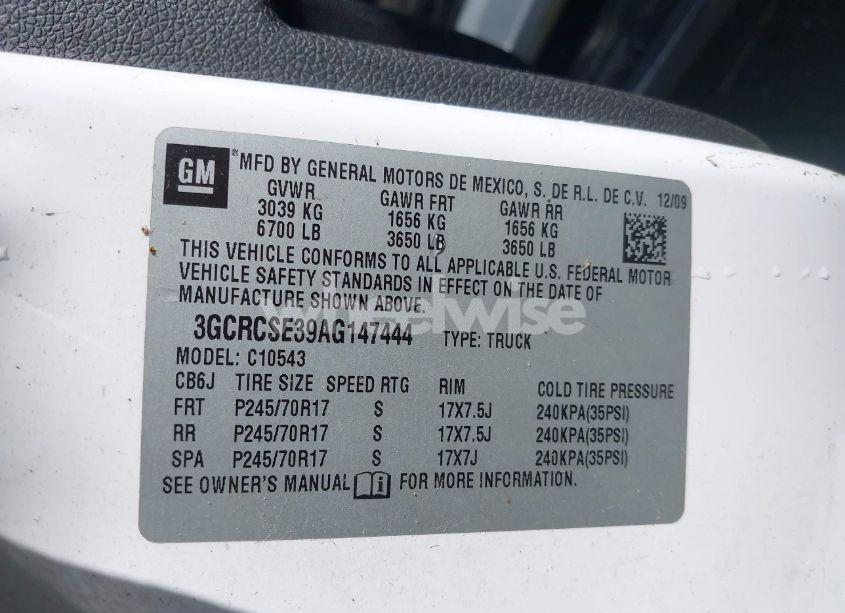 GM
®MFD BY GENERAL MOTORS DE MEXICO, S. DE R.L. DE C.V. 12/09
GVWR GAWR FRT GAWR RR
3039 KG 1656 KG 1656 KG
6700 LB 3650 LB 3650 LB
THIS VEHICLE CONFORMS TO ALL APPLICABLE U.S. FEDERAL MOTOR
VEHICLE SAFETY STANDARDS IN EFFECT ON THE DATE OF
MANUFACTURE SHOWN ABOVE.
wheelwise
3GCRCSE39AG147444 TYPE: TRUCK
MODEL: C10543
CB6J TIRE SIZE SPEED RTG RIM COLD TIRE PRESSURE
FRT P245/70R17 S 17X7.5J 240KPA(35PSI)
RR P245/70R17 S 17X7.5J 240KPA(35PSI)
SPA P245/70R17 S 17X7J 240KPA(35PSI)
SEE OWNER'S MANUAL FOR MORE INFORMATION.